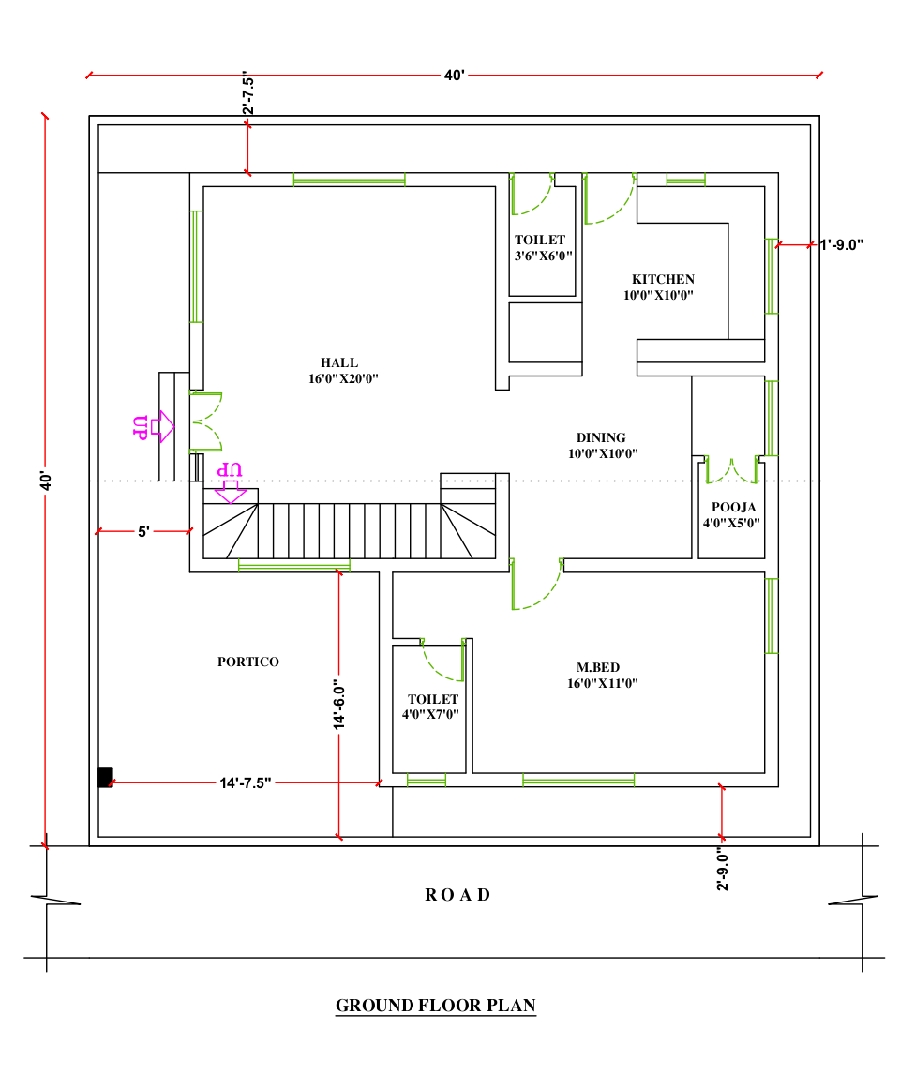 40'
2'-7.5"
TOILET
3'6"X6'0"
1'-9.0"
KITCHEN
10'0"X10'0"
HALL
16'0"X20'0"
UP
DINING
10'0"X10'0"
40'
UP
POOJA
4'0"X5'0"
5'
PORTICO
M.BED
16'0"X11'0"
14'-6.0"
TOILET
4'0"X7'0"
14'-7.5"
2'-9.0"
ROAD
GROUND FLOOR PLAN